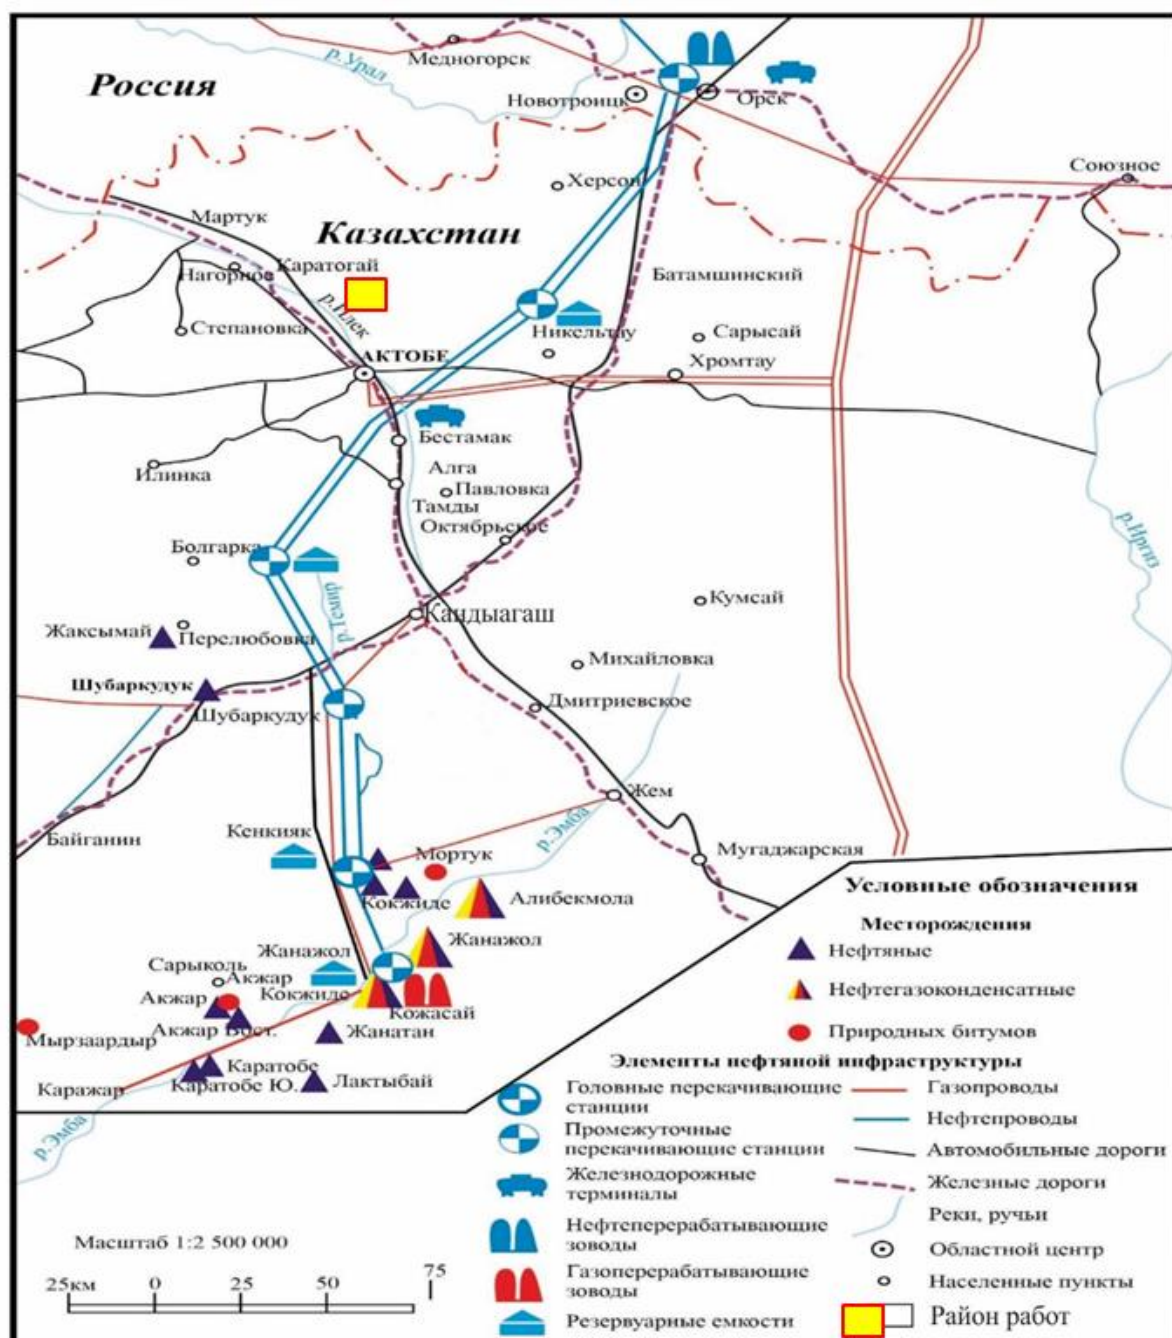 Медногорск
р.Урал
Россия
Новотроицк
Орск
Союзное
Херсон
Мартук
Казахстан
Каратогай
Нагорное
Батамшинский
р.Илек
Степановка
Никельтау
Сарысай
АКТОБЕ
Хромтау
Бестамак
Илинка
Алга
Павловка
Тамды
Октябрьское
р.Иргиз
Болгарка
р.Темир
Кумсай
Кандыагаш
Жаксымай
Перелюбовка
Михайловка
Шубаркудук
Шубаркудук
Дмитриевское
Жем
Байганин
Кенкияк
р.Эмба
Мортук
Мугаджарская
Кокжиде
Алибекмола
Жанажол
Жанажол
Сарыколь
Акжар
Кокжиде
Акжар
Кожасай
Акжар Вост.
Жанатан
Мырзаардыр
Каратобе
Каратобе Ю.
Лактыбай
Каражар
р.Эмба
Условные обозначения
Месторождения
Нефтяные
Нефтегазоконденсатные
Природных битумов
Элементы нефтяной инфраструктуры
Головные перекачивающие
станции
Промежуточные
перекачивающие станции
Железнодорожные
терминалы
Нефтеперерабатывающие
зоводы
Газоперерабатывающие
зоводы
Резервуарные емкости
Газопроводы
Нефтепроводы
Автомобильные дороги
Железные дороги
Реки, ручьи
Областной центр
Населенные пункты
Район работ
Масштаб 1:2 500 000
25км 0 25 50 75